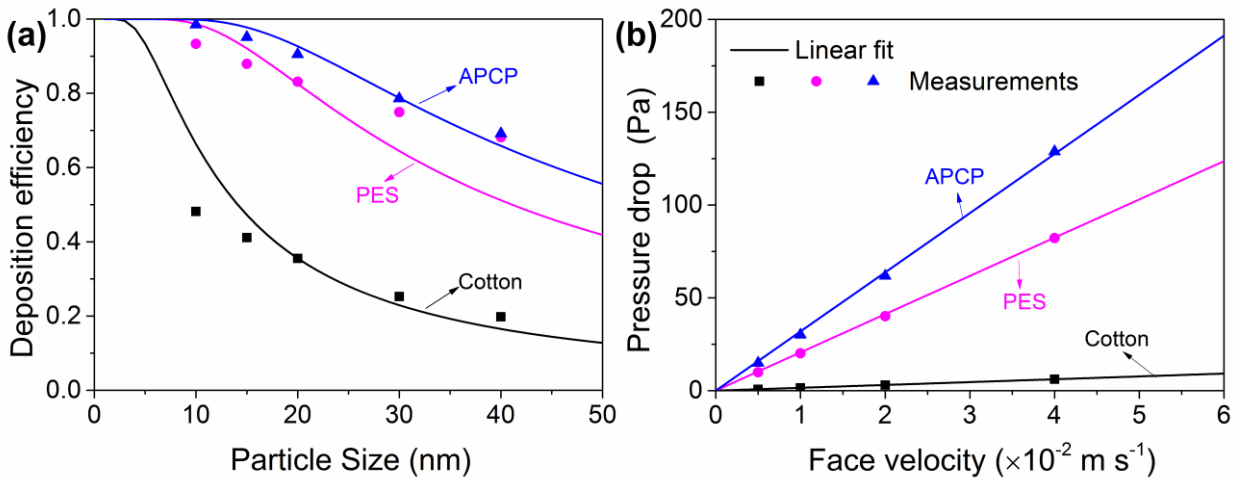 (a)
Deposition efficiency
1.0
0.8
0.6
0.4
0.2
0.0
APCP
PES
Cotton
0 10 20 30 40 50
Particle Size (nm)
(b)
Pressure drop (Pa)
200
150
100
50
0
Linear fit
Measurements
APCP
PES
Cotton
0 1 2 3 4 5 6
Face velocity (×10⁻² m s⁻¹)